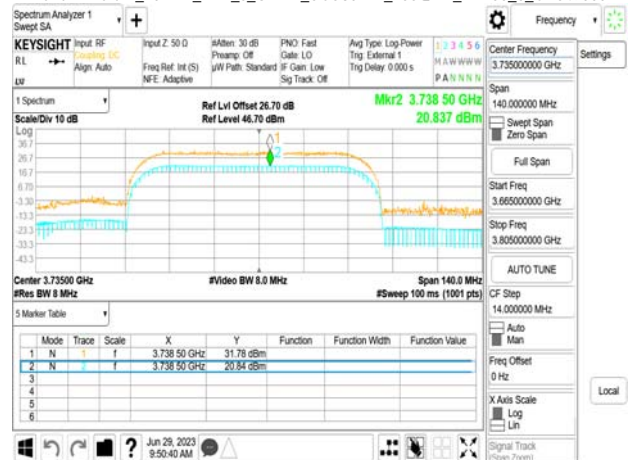 Spectrum Analyzer 1
Swept SA
Frequency
KEYSIGHT
RL
LV
Input: RF
Coupling: DC
Align: Auto
Input Z: 50 Ω
Freq Ref: Int (S)
NFE: Adaptive
#Atten: 30 dB
Preamp: Off
µW Path: Standard
PNO: Fast
Gate: LO
IF Gain: Low
Sig Track: Off
Avg Type: Log-Power
Trig: External 1
Trig Delay: 0.000 s
1 2 3 4 5 6
M A W W W W
P A N N N N
1 Spectrum
Scale/Div 10 dB
Log
Ref Lvl Offset 26.70 dB
Ref Level 46.70 dBm
Mkr2 3.738 50 GHz
20.837 dBm
36.7
26.7
16.7
6.70
-3.30
-13.3
-23.3
-33.3
-43.3
1
2
Center 3.73500 GHz
#Res BW 8 MHz
#Video BW 8.0 MHz
Span 140.0 MHz
#Sweep 100 ms (1001 pts)
5 Marker Table
Mode Trace Scale X Y Function Function Width Function Value
1 N 1 f 3.738 50 GHz 31.78 dBm
2 N 2 f 3.738 50 GHz 20.84 dBm
3
4
5
6
Jun 29, 2023
9:50:40 AM
Center Frequency
3.735000000 GHz
Settings
Span
140.000000 MHz
Swept Span
Zero Span
Full Span
Start Freq
3.665000000 GHz
Stop Freq
3.805000000 GHz
AUTO TUNE
CF Step
14.000000 MHz
Auto
Man
Freq Offset
0 Hz
X Axis Scale
Log
Lin
Local
Signal Track
(Span Zoom)